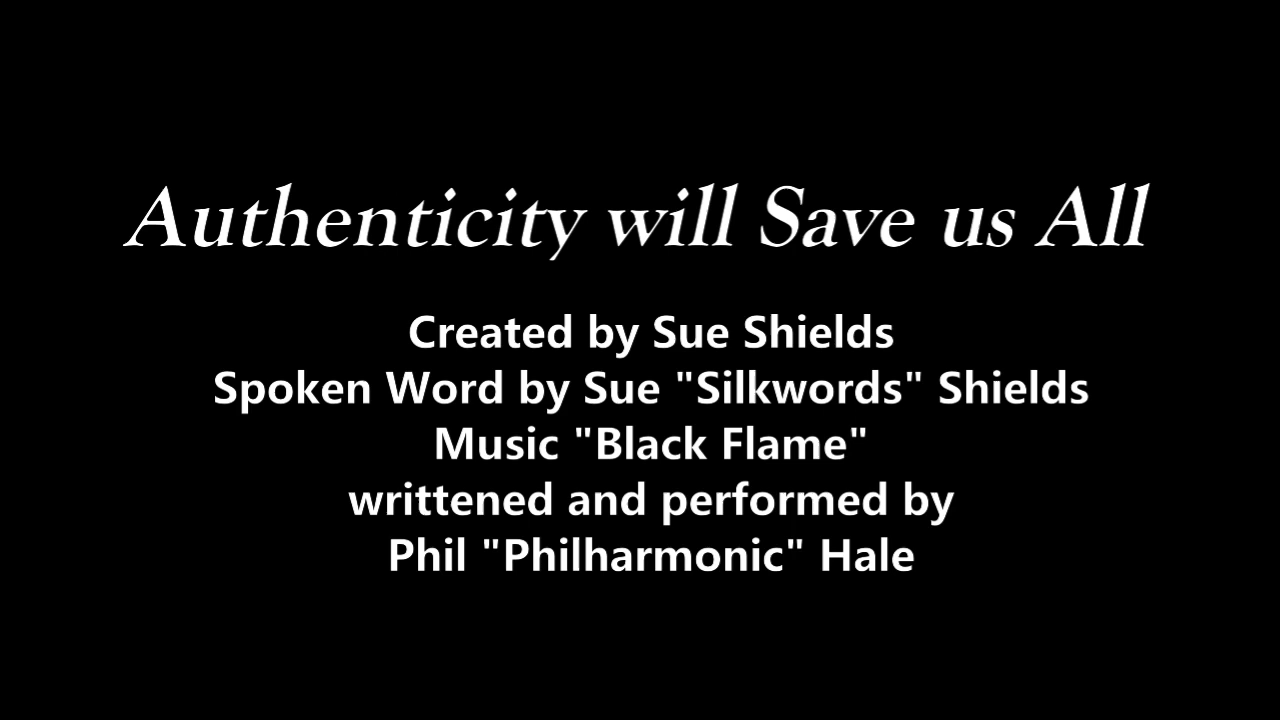 Authenticity will Save us All
Created by Sue Shields
Spoken Word by Sue "Silkwords" Shields
Music "Black Flame"
writtened and performed by
Phil "Philharmonic" Hale